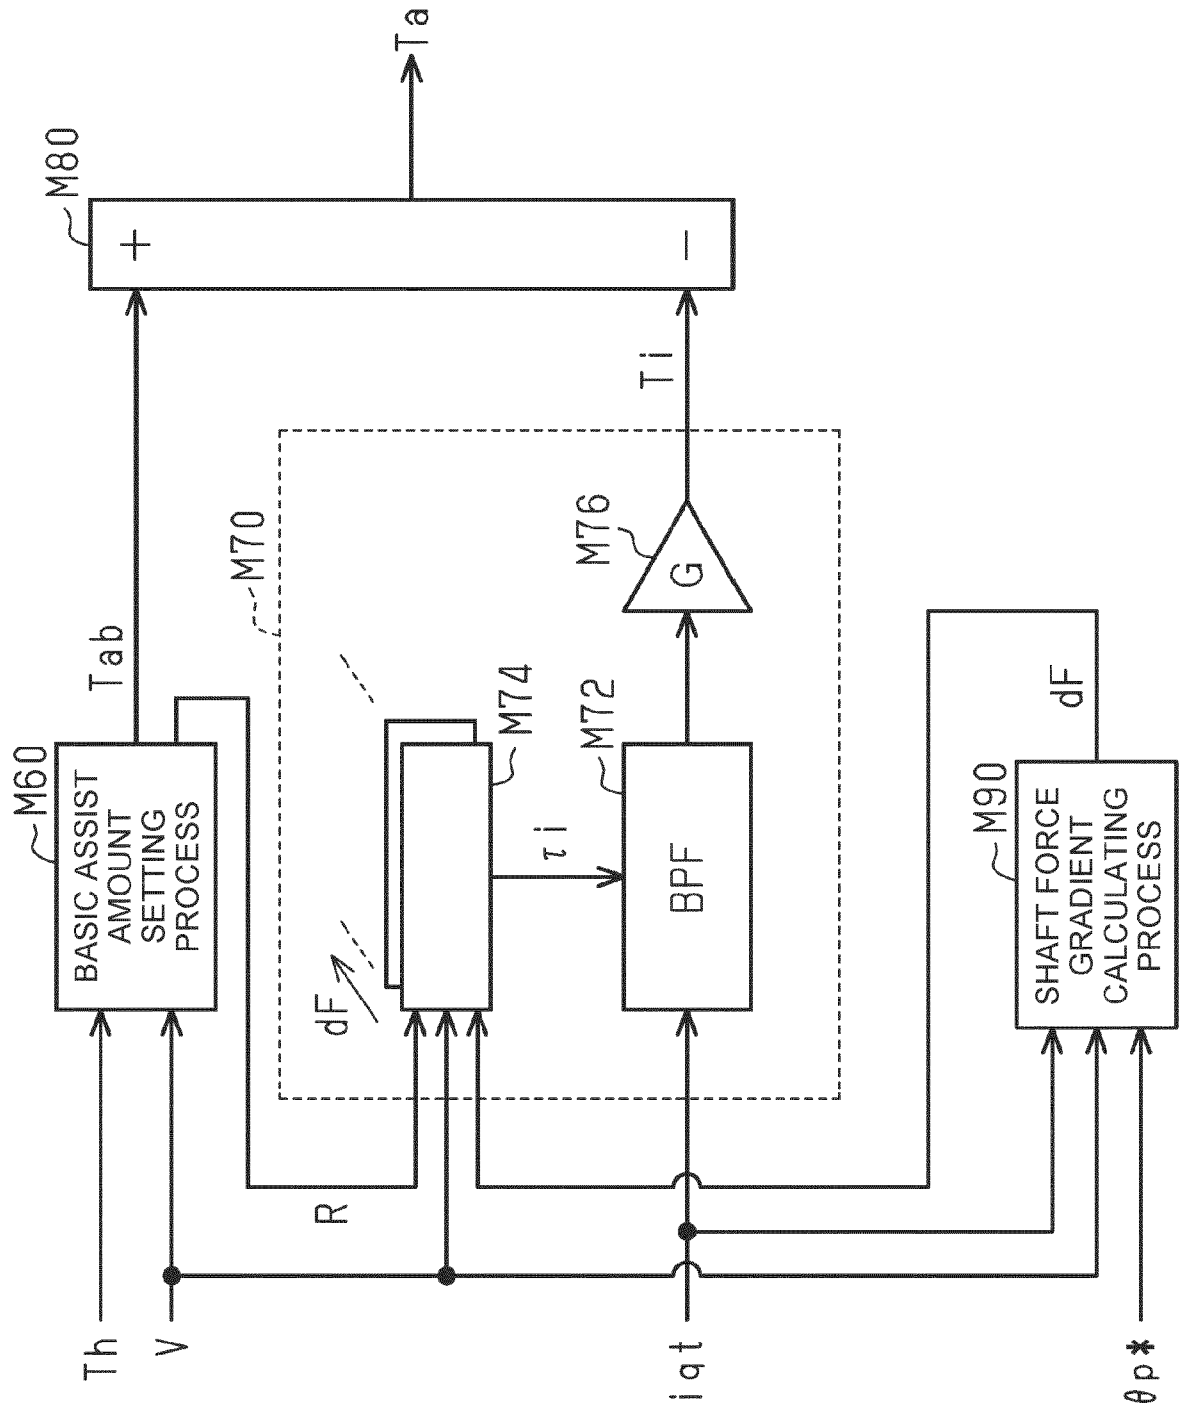 Th
V
iqt
θp*
M60
BASIC ASSIST
AMOUNT
SETTING
PROCESS
R
Tab
M70
dF
M74
τi
M72
BPF
M76
G
Ti
M90
SHAFT FORCE
GRADIENT
CALCULATING
PROCESS
dF
M80
+
−
Ta